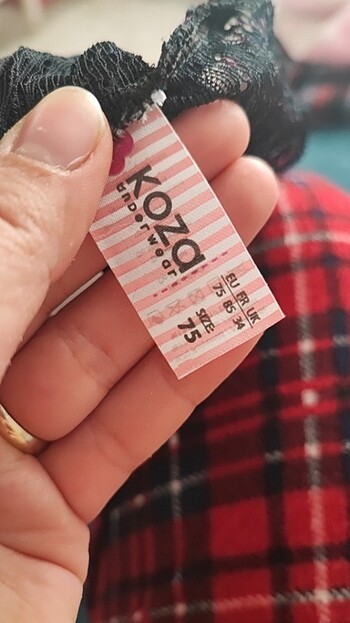 KOZA
underwear
EU FR UK
75 85 34
SIZE:
75